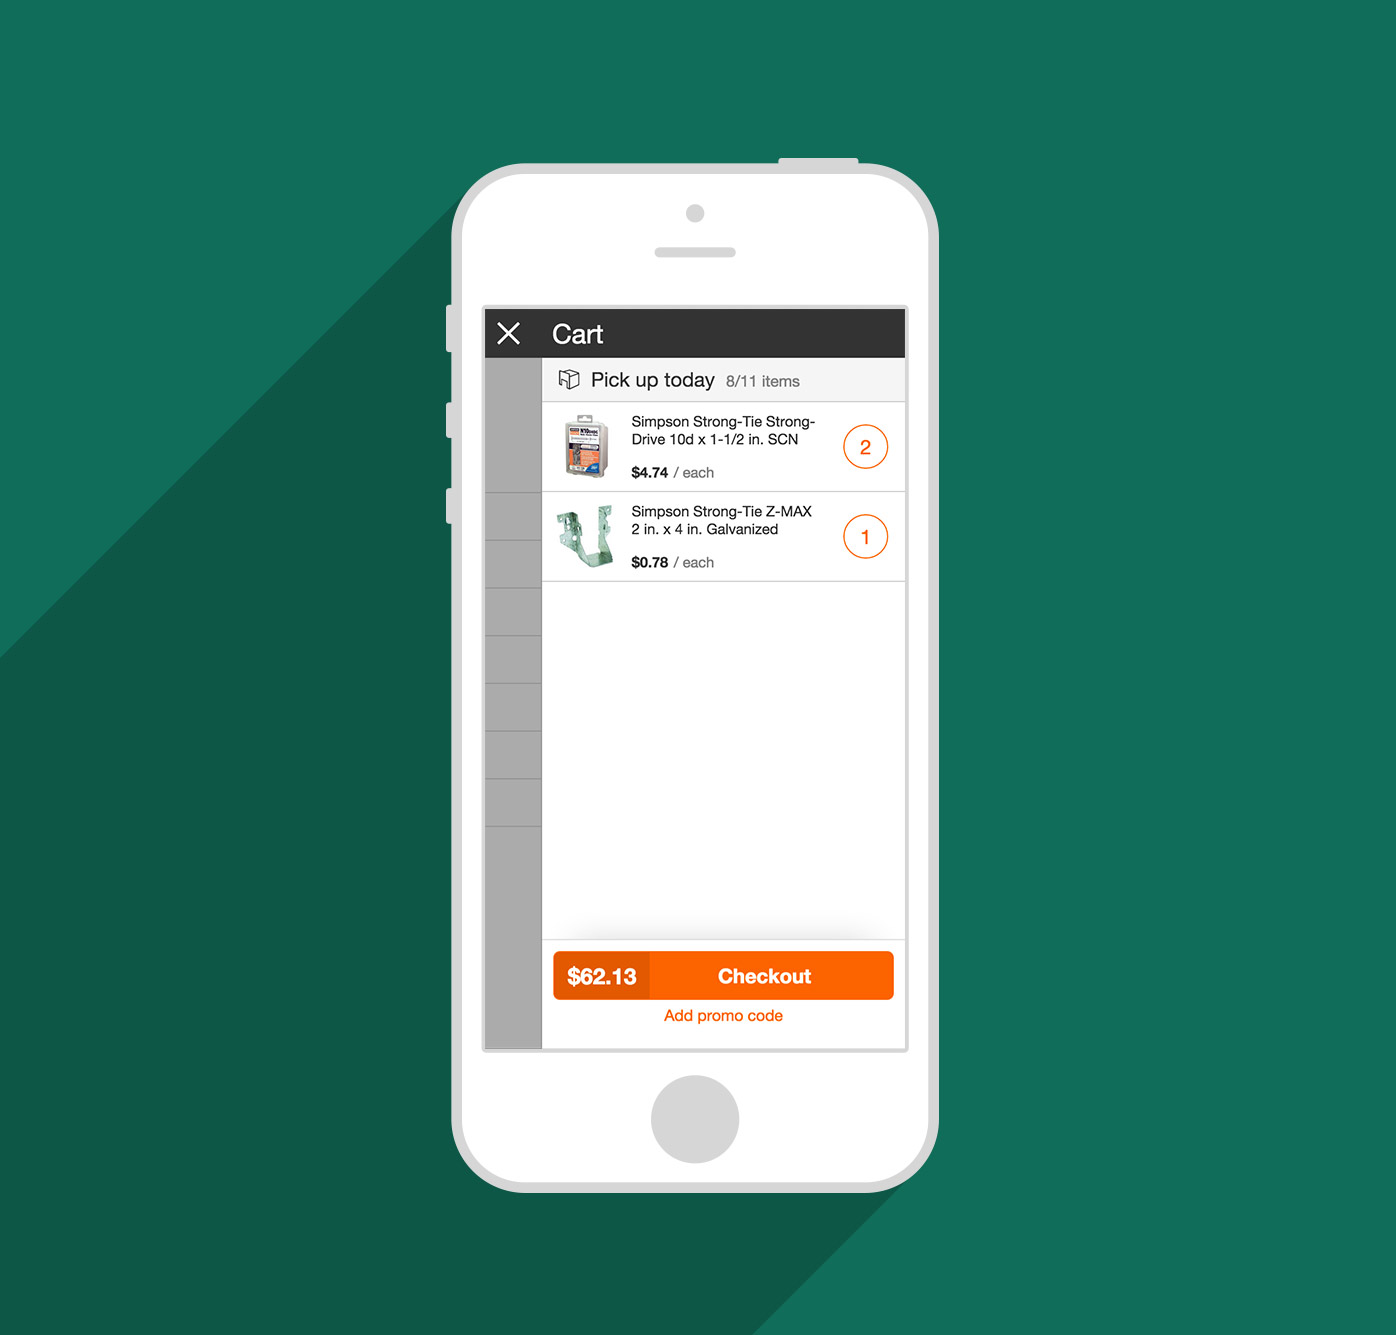 Cart
Pick up today 8/11 items
Simpson Strong-Tie Strong-
Drive 10d x 1-1/2 in. SCN
$4.74 / each
2
Simpson Strong-Tie Z-MAX
2 in. x 4 in. Galvanized
$0.78 / each
1
$62.13 Checkout
Add promo code